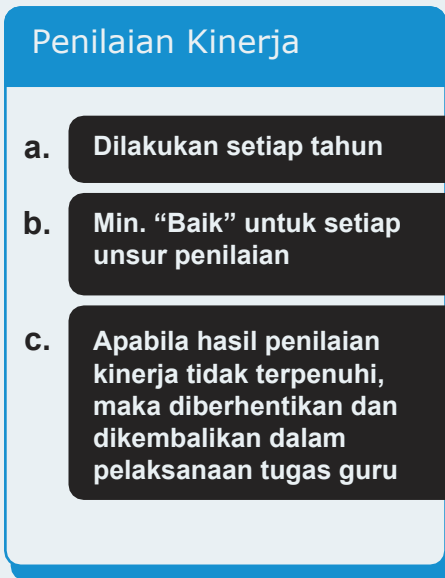 Penilaian Kinerja
a. Dilakukan setiap tahun
b. Min. “Baik” untuk setiap
unsur penilaian
c. Apabila hasil penilaian
kinerja tidak terpenuhi,
maka diberhentikan dan
dikembalikan dalam
pelaksanaan tugas guru